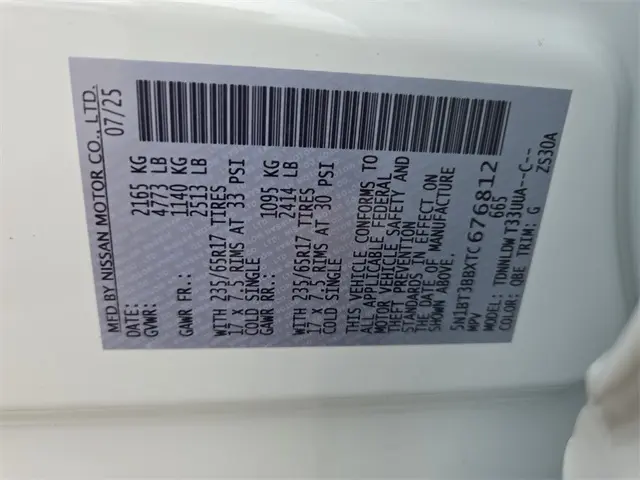 MFD BY NISSAN MOTOR CO., LTD.
DATE: 07/25
GVWR: 2165 KG
4773 LB
GAWR FR.: 1140 KG
2513 LB
WITH 235/65R17 TIRES
17 X 7.5 RIMS AT 33 PSI
COLD SINGLE
GAWR RR.: 1095 KG
2414 LB
WITH 235/65R17 TIRES
17 X 7.5 RIMS AT 30 PSI
COLD SINGLE
THIS VEHICLE CONFORMS TO
ALL APPLICABLE FEDERAL
MOTOR VEHICLE SAFETY AND
THEFT PREVENTION
STANDARDS IN EFFECT ON
THE DATE OF MANUFACTURE
SHOWN ABOVE.
5N1BT3BBXTC676812
MPV 665
MODEL: TDNNLDW T33UUA--C--
COLOR: QBE TRIM: G ZS30A